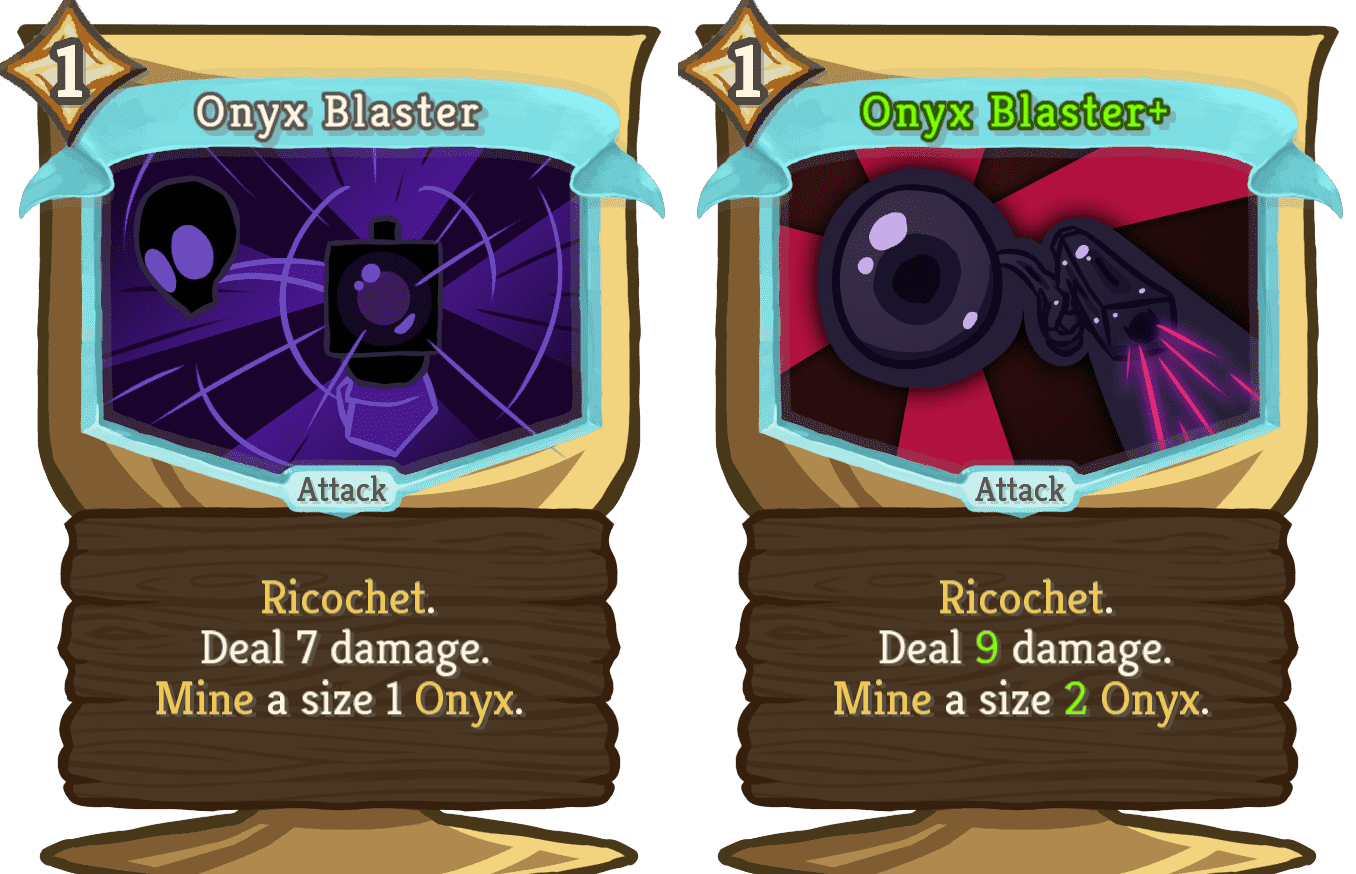 1
Onyx Blaster
Attack
Ricochet.
Deal 7 damage.
Mine a size 1 Onyx.
1
Onyx Blaster+
Attack
Ricochet.
Deal 9 damage.
Mine a size 2 Onyx.